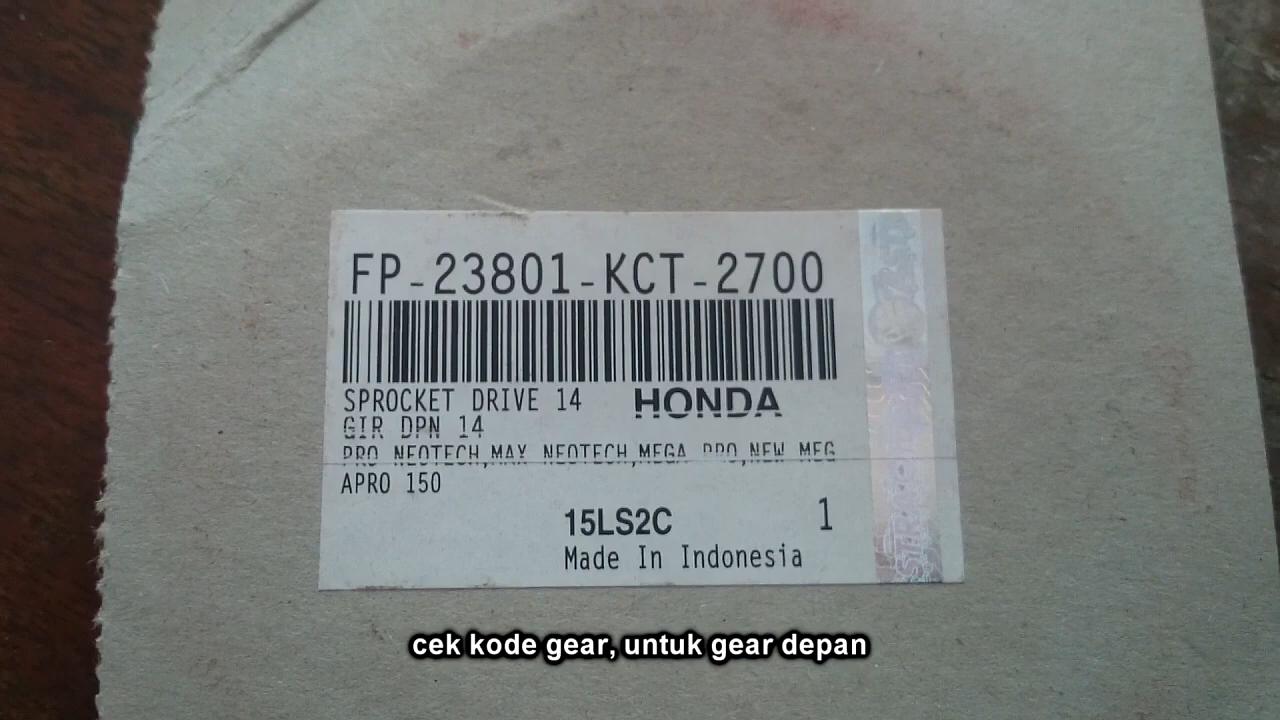 FP-23801-KCT-2700
SPROCKET DRIVE 14 HONDA
GIR DPN 14
PRO NEOTECH,MAX NEOTECH,MEGA PRO,NEW MEG
APRO 150
15LS2C 1
Made In Indonesia
cek kode gear, untuk gear depan